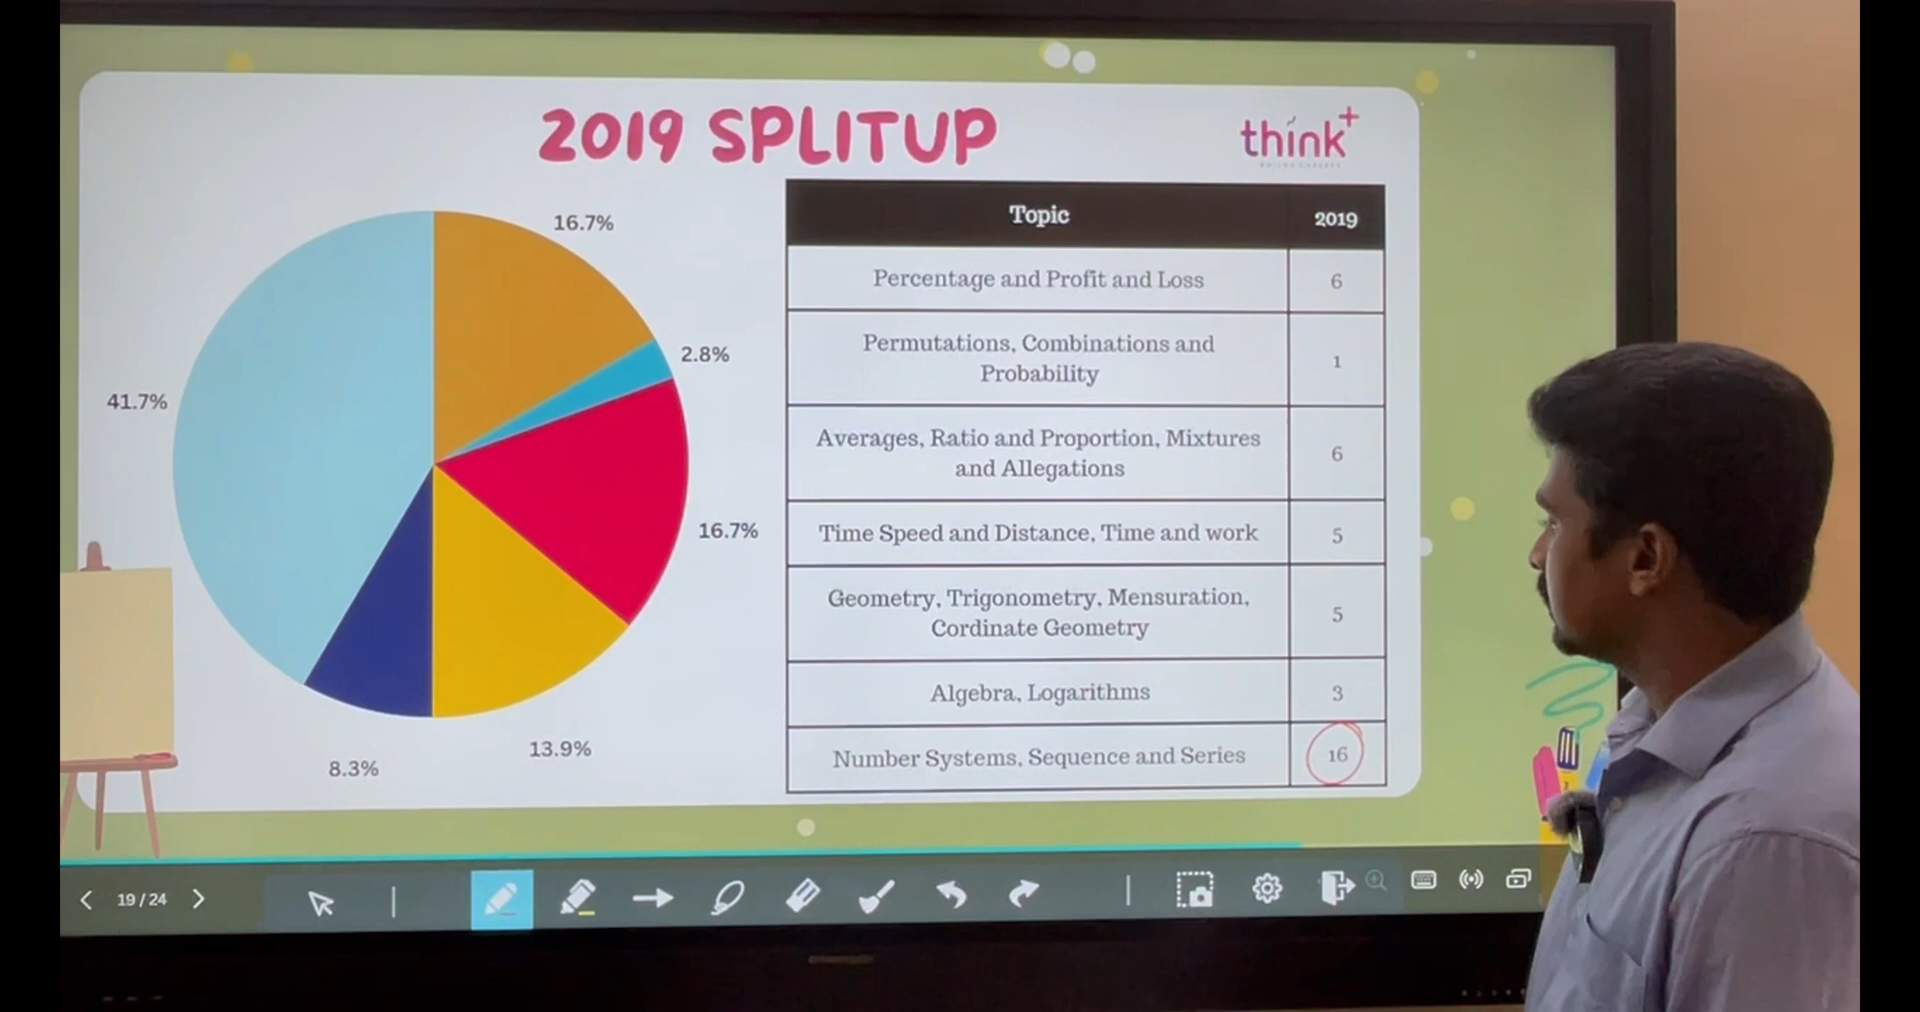 2019 SPLITUP
think+
16.7%
2.8%
41.7%
16.7%
13.9%
8.3%
Topic 2019
Percentage and Profit and Loss 6
Permutations, Combinations and
Probability 1
Averages, Ratio and Proportion, Mixtures
and Allegations 6
Time Speed and Distance, Time and work 5
Geometry, Trigonometry, Mensuration,
Cordinate Geometry 5
Algebra, Logarithms 3
Number Systems, Sequence and Series 16
19 / 24